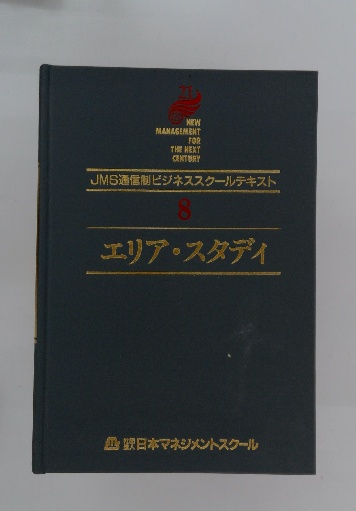 21
NEW
MANAGEMENT
FOR
THE NEXT
CENTURY
JMS通信制ビジネススクールテキスト
8
エリア・スタディ
日本マネジメントスクール